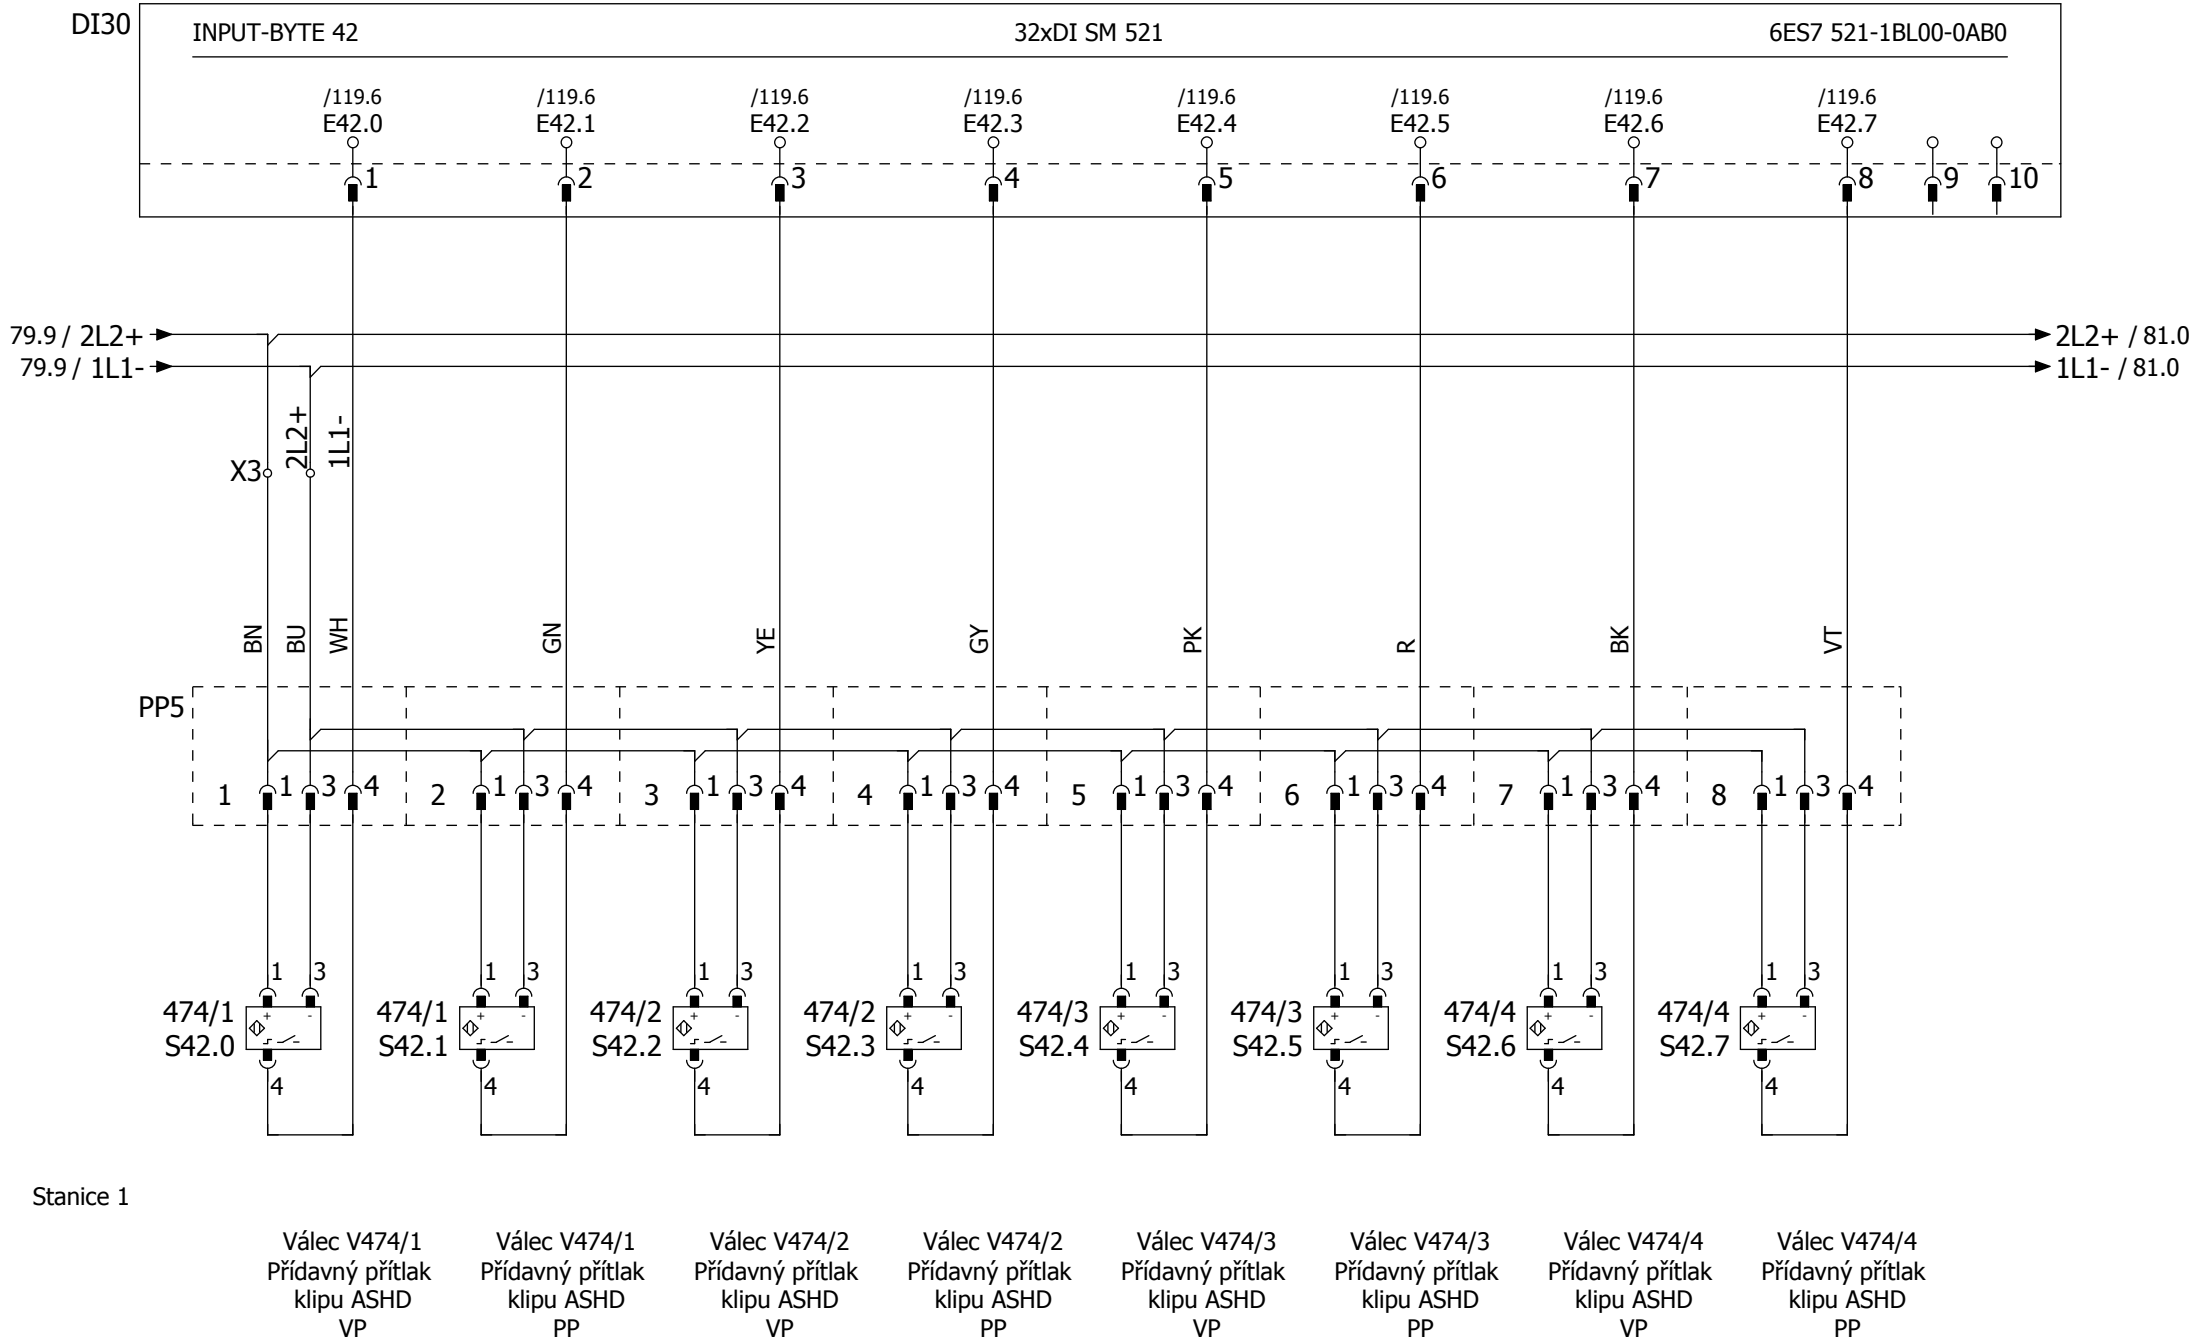 DI30
INPUT-BYTE 42 32xDI SM 521 6ES7 521-1BL00-0AB0
/119.6 /119.6 /119.6 /119.6 /119.6 /119.6 /119.6 /119.6
E42.0 E42.1 E42.2 E42.3 E42.4 E42.5 E42.6 E42.7
1 2 3 4 5 6 7 8 9 10
79.9 / 2L2+ 2L2+ / 81.0
79.9 / 1L1- 1L1- / 81.0
X3 2L2+ 1L1-
BN BU WH GN YE GY PK R BK VT
PP5
1 1 3 4 2 1 3 4 3 1 3 4 4 1 3 4 5 1 3 4 6 1 3 4 7 1 3 4 8 1 3 4
1 3 1 3 1 3 1 3 1 3 1 3 1 3 1 3
474/1 + - 474/1 + - 474/2 + - 474/2 + - 474/3 + - 474/3 + - 474/4 + - 474/4 + -
S42.0 S42.1 S42.2 S42.3 S42.4 S42.5 S42.6 S42.7
4 4 4 4 4 4 4 4
Stanice 1
Válec V474/1 Válec V474/1 Válec V474/2 Válec V474/2 Válec V474/3 Válec V474/3 Válec V474/4 Válec V474/4
Přídavný přítlak Přídavný přítlak Přídavný přítlak Přídavný přítlak Přídavný přítlak Přídavný přítlak Přídavný přítlak Přídavný přítlak
klipu ASHD klipu ASHD klipu ASHD klipu ASHD klipu ASHD klipu ASHD klipu ASHD klipu ASHD
VP PP VP PP VP PP VP PP